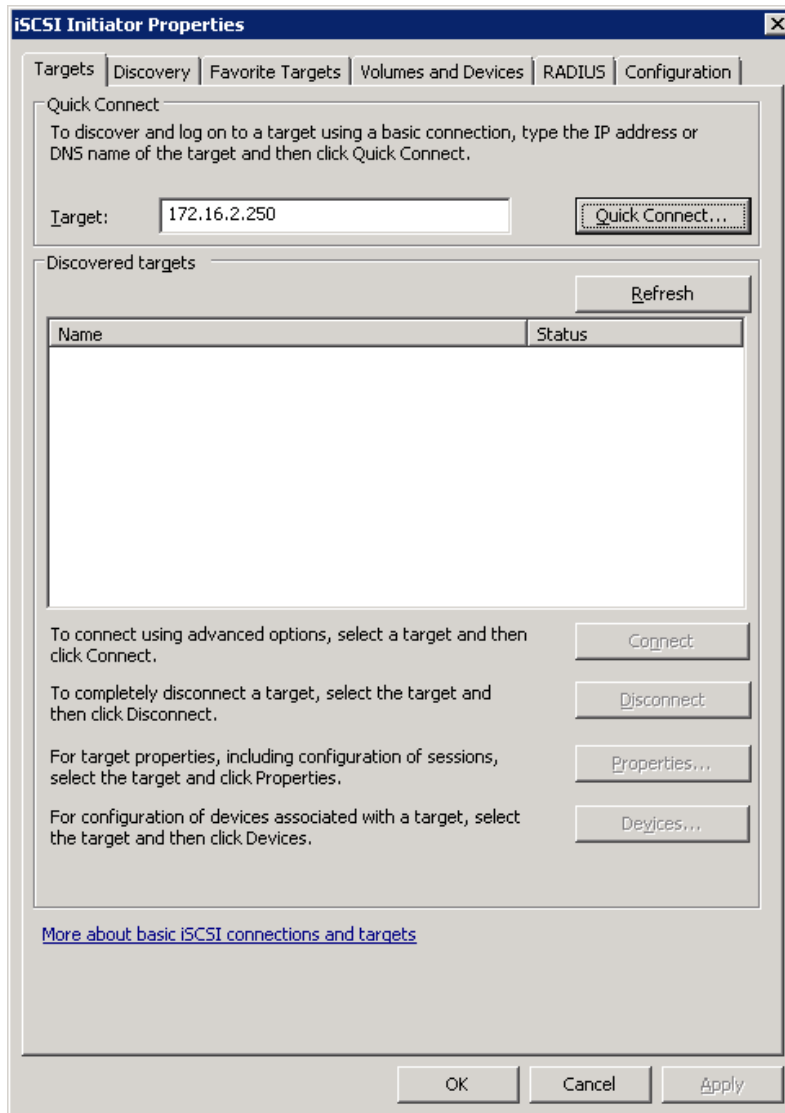 iSCSI Initiator Properties
Targets Discovery Favorite Targets Volumes and Devices RADIUS Configuration
Quick Connect
To discover and log on to a target using a basic connection, type the IP address or
DNS name of the target and then click Quick Connect.
Target: 172.16.2.250 Quick Connect...
Discovered targets
Refresh
Name Status
To connect using advanced options, select a target and then
click Connect.
Connect
To completely disconnect a target, select the target and
then click Disconnect.
Disconnect
For target properties, including configuration of sessions,
select the target and click Properties.
Properties...
For configuration of devices associated with a target, select
the target and then click Devices.
Devices...
More about basic iSCSI connections and targets
OK Cancel Apply